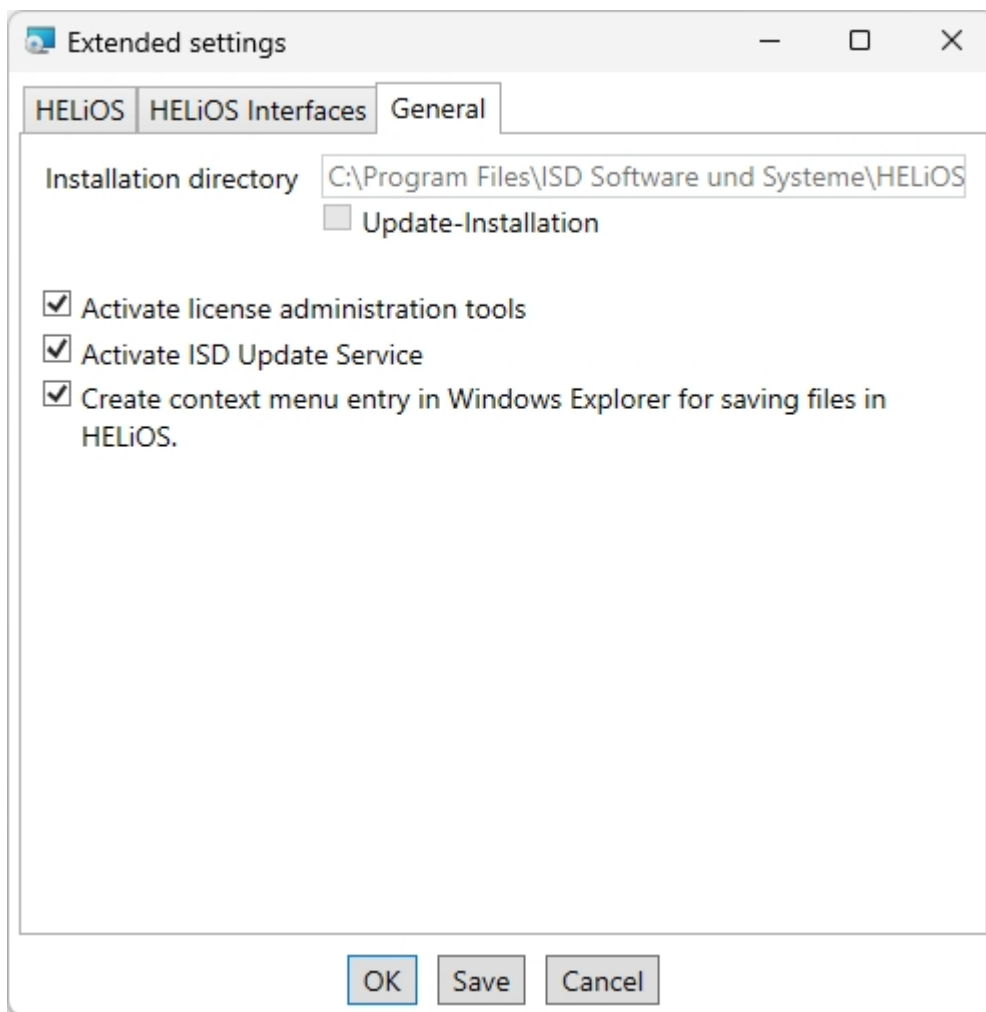 Extended settings
HELiOS
HELiOS Interfaces
General
Installation directory
C:\Program Files\ISD Software und Systeme\HELiOS
Update-Installation
Activate license administration tools
Activate ISD Update Service
Create context menu entry in Windows Explorer for saving files in
HELiOS.
OK
Save
Cancel